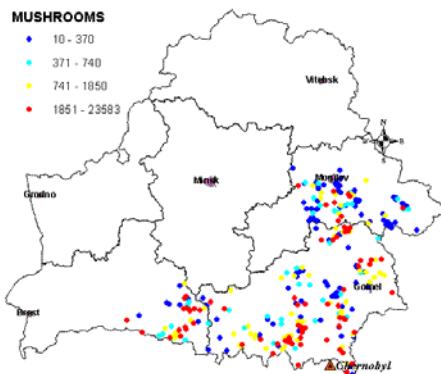 MUSHROOMS
10 - 370
371 - 740
741 - 1850
1851 - 23583
Vitebsk
N
Mogilev
Minsk
Grodno
Gomel
Brest
Chernobyl